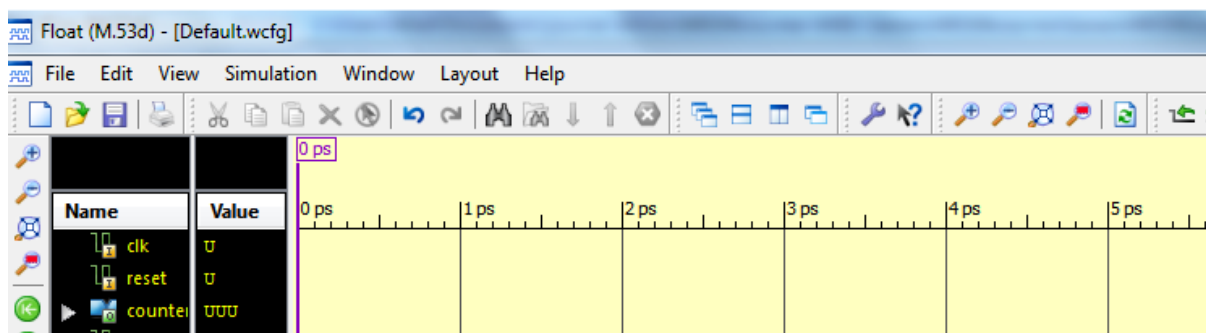 Float (M.53d) - [Default.wcfg]
File Edit View Simulation Window Layout Help
0 ps
Name Value 0 ps 1 ps 2 ps 3 ps 4 ps 5 ps
clk U
reset U
counter UUU